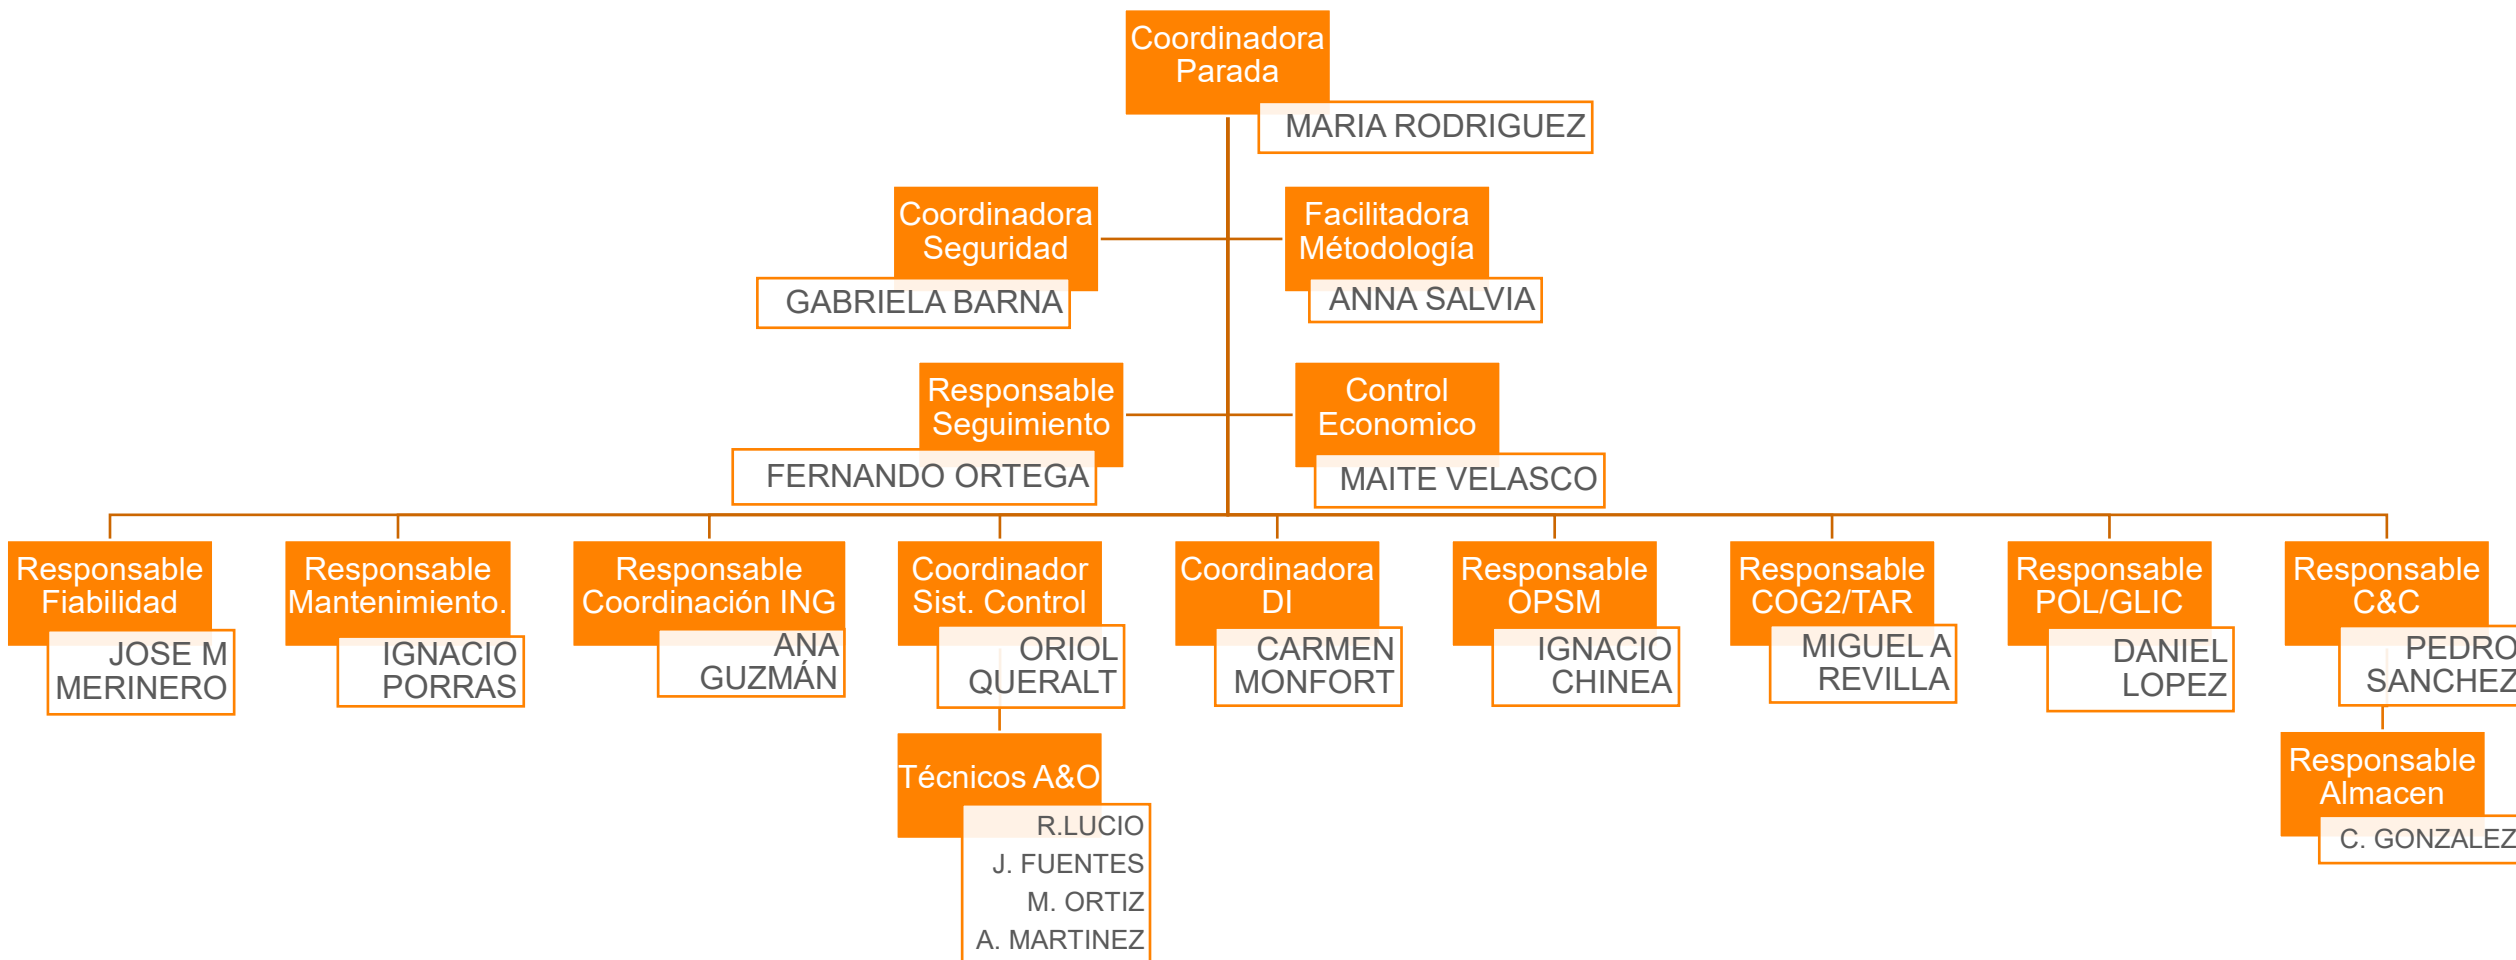 Coordinadora
Parada
MARIA RODRIGUEZ
Coordinadora
Seguridad
GABRIELA BARNA
Facilitadora
Métodología
ANNA SALVIA
Responsable
Seguimiento
FERNANDO ORTEGA
Control
Economico
MAITE VELASCO
Responsable
Fiabilidad
JOSE M
MERINERO
Responsable
Mantenimiento.
IGNACIO
PORRAS
Responsable
Coordinación ING
ANA
GUZMÁN
Coordinador
Sist. Control
ORIOL
QUERALT
Coordinadora
DI
CARMEN
MONFORT
Responsable
OPSM
IGNACIO
CHINEA
Responsable
COG2/TAR
MIGUEL A
REVILLA
Responsable
POL/GLIC
DANIEL
LOPEZ
Responsable
C&C
PEDRO
SANCHEZ
Técnicos A&O
R.LUCIO
J. FUENTES
M. ORTIZ
A. MARTINEZ
Responsable
Almacen
C. GONZALEZ